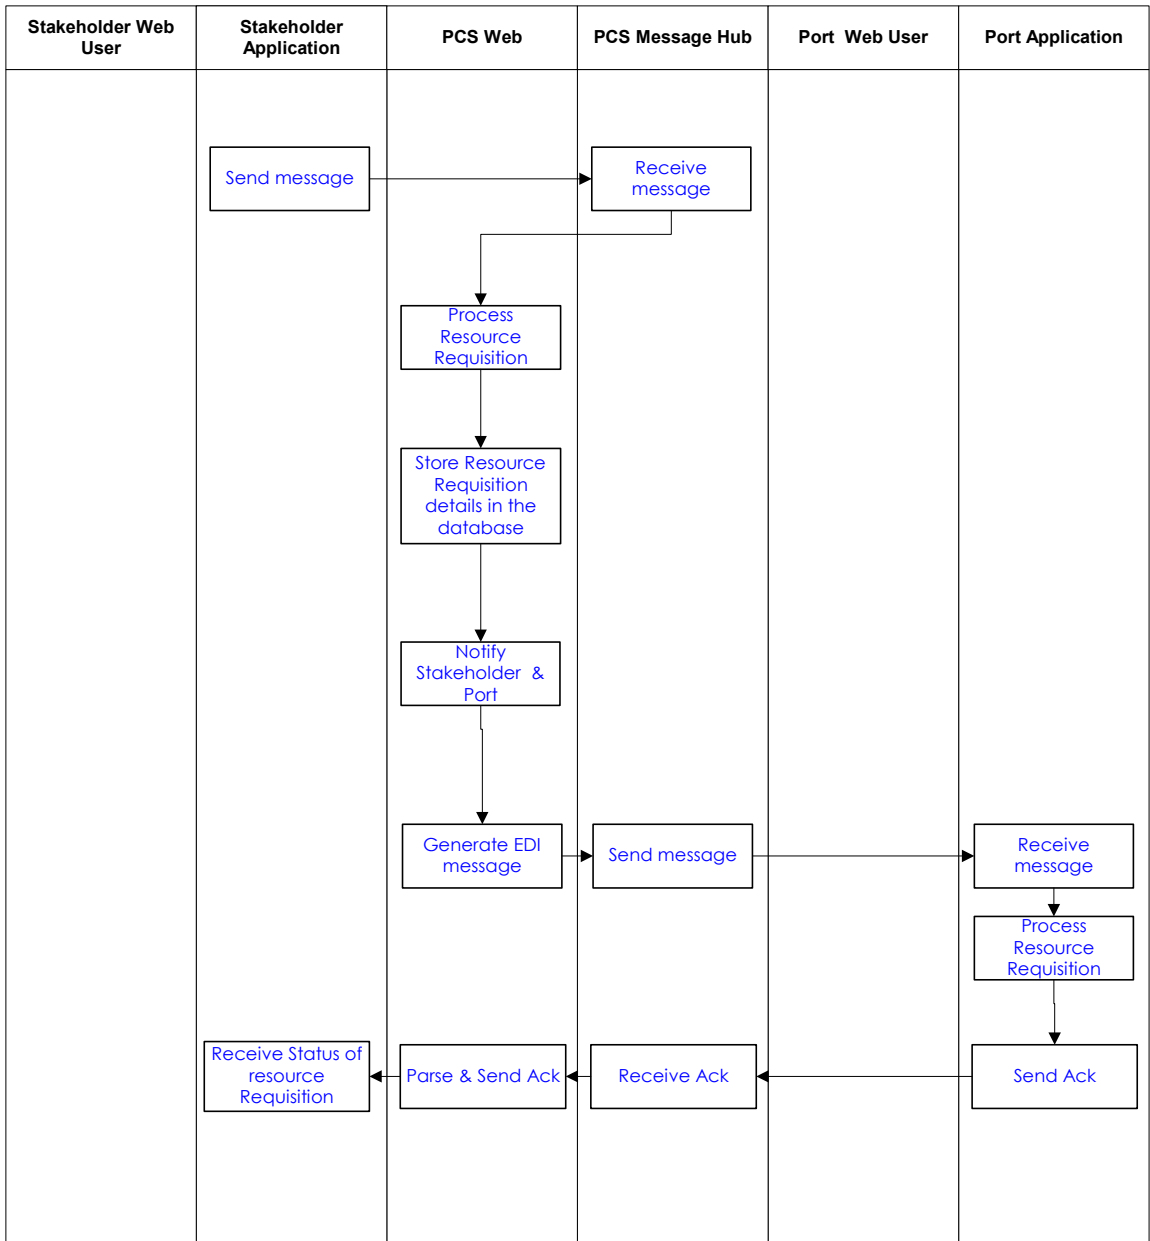 Stakeholder Web
User
Stakeholder
Application
PCS Web
PCS Message Hub
Port Web User
Port Application
Send message
Receive
message
Process
Resource
Requisition
Store Resource
Requisition
details in the
database
Notify
Stakeholder &
Port
Generate EDI
message
Send message
Receive
message
Process
Resource
Requisition
Receive Status of
resource
Requisition
Parse & Send Ack
Receive Ack
Send Ack